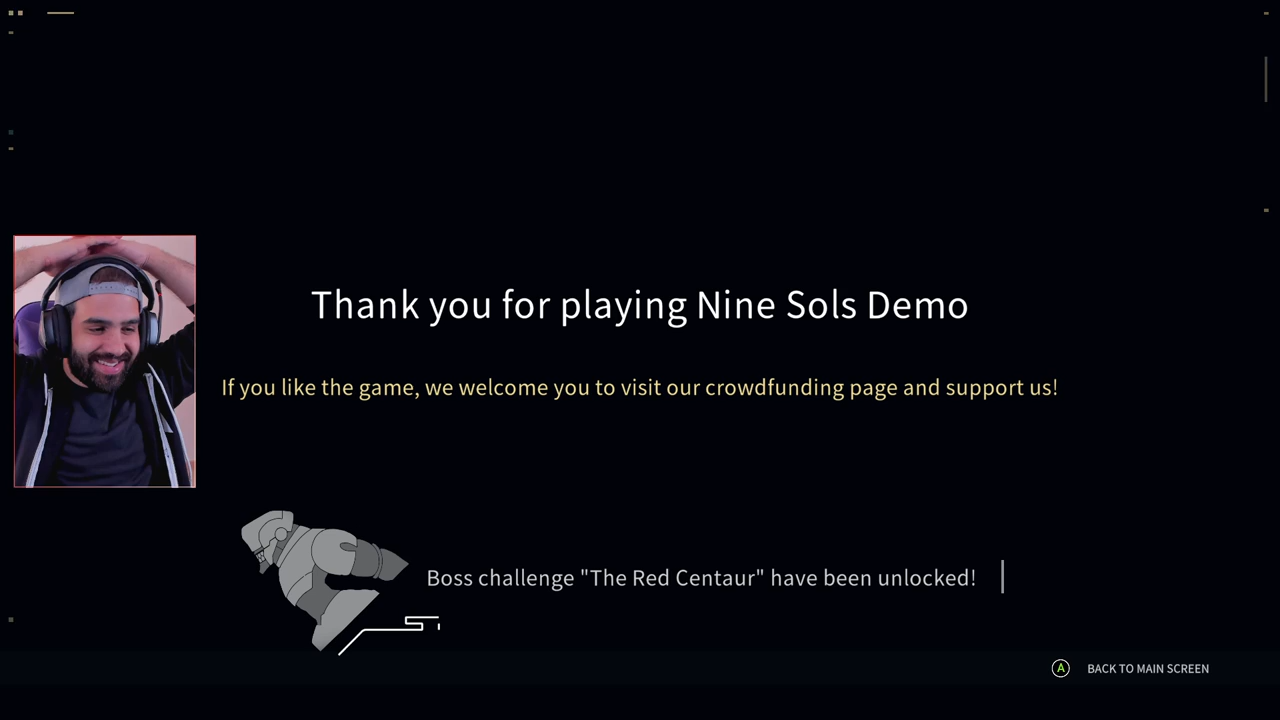 Thank you for playing Nine Sols Demo
If you like the game, we welcome you to visit our crowdfunding page and support us!
Boss challenge "The Red Centaur" have been unlocked!
A BACK TO MAIN SCREEN